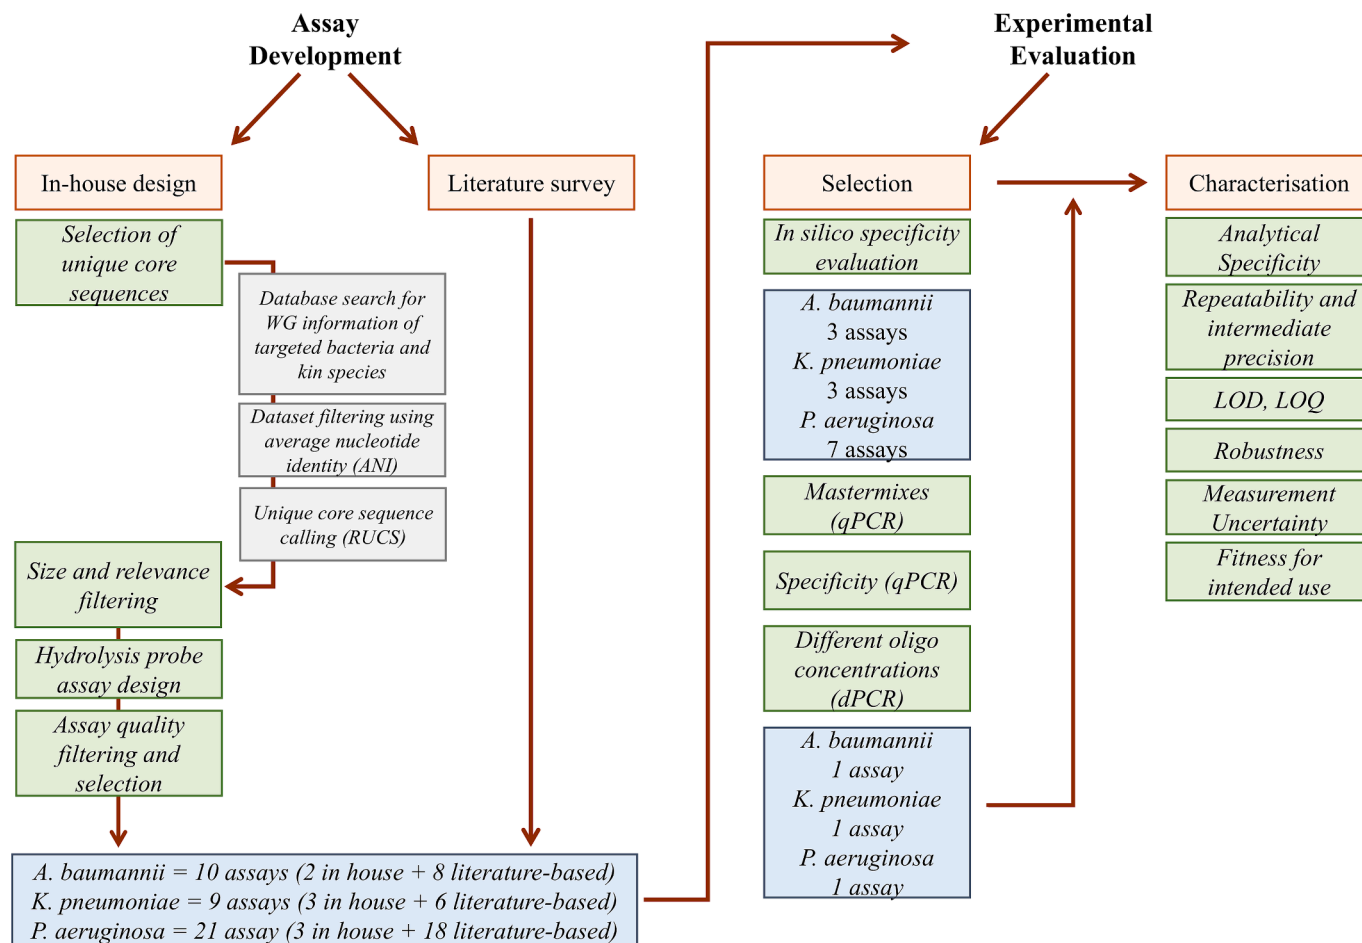 Assay
Development
In-house design
Literature survey
Selection of
unique core
sequences
Database search for
WG information of
targeted bacteria and
kin species
Dataset filtering using
average nucleotide
identity (ANI)
Unique core sequence
calling (RUCS)
Size and relevance
filtering
Hydrolysis probe
assay design
Assay quality
filtering and
selection
A. baumannii = 10 assays (2 in house + 8 literature-based)
K. pneumoniae = 9 assays (3 in house + 6 literature-based)
P. aeruginosa = 21 assay (3 in house + 18 literature-based)
Experimental
Evaluation
Selection
In silico specificity
evaluation
A. baumannii
3 assays
K. pneumoniae
3 assays
P. aeruginosa
7 assays
Mastermixes
(qPCR)
Specificity (qPCR)
Different oligo
concentrations
(dPCR)
A. baumannii
1 assay
K. pneumoniae
1 assay
P. aeruginosa
1 assay
Characterisation
Analytical
Specificity
Repeatability and
intermediate
precision
LOD, LOQ
Robustness
Measurement
Uncertainty
Fitness for
intended use